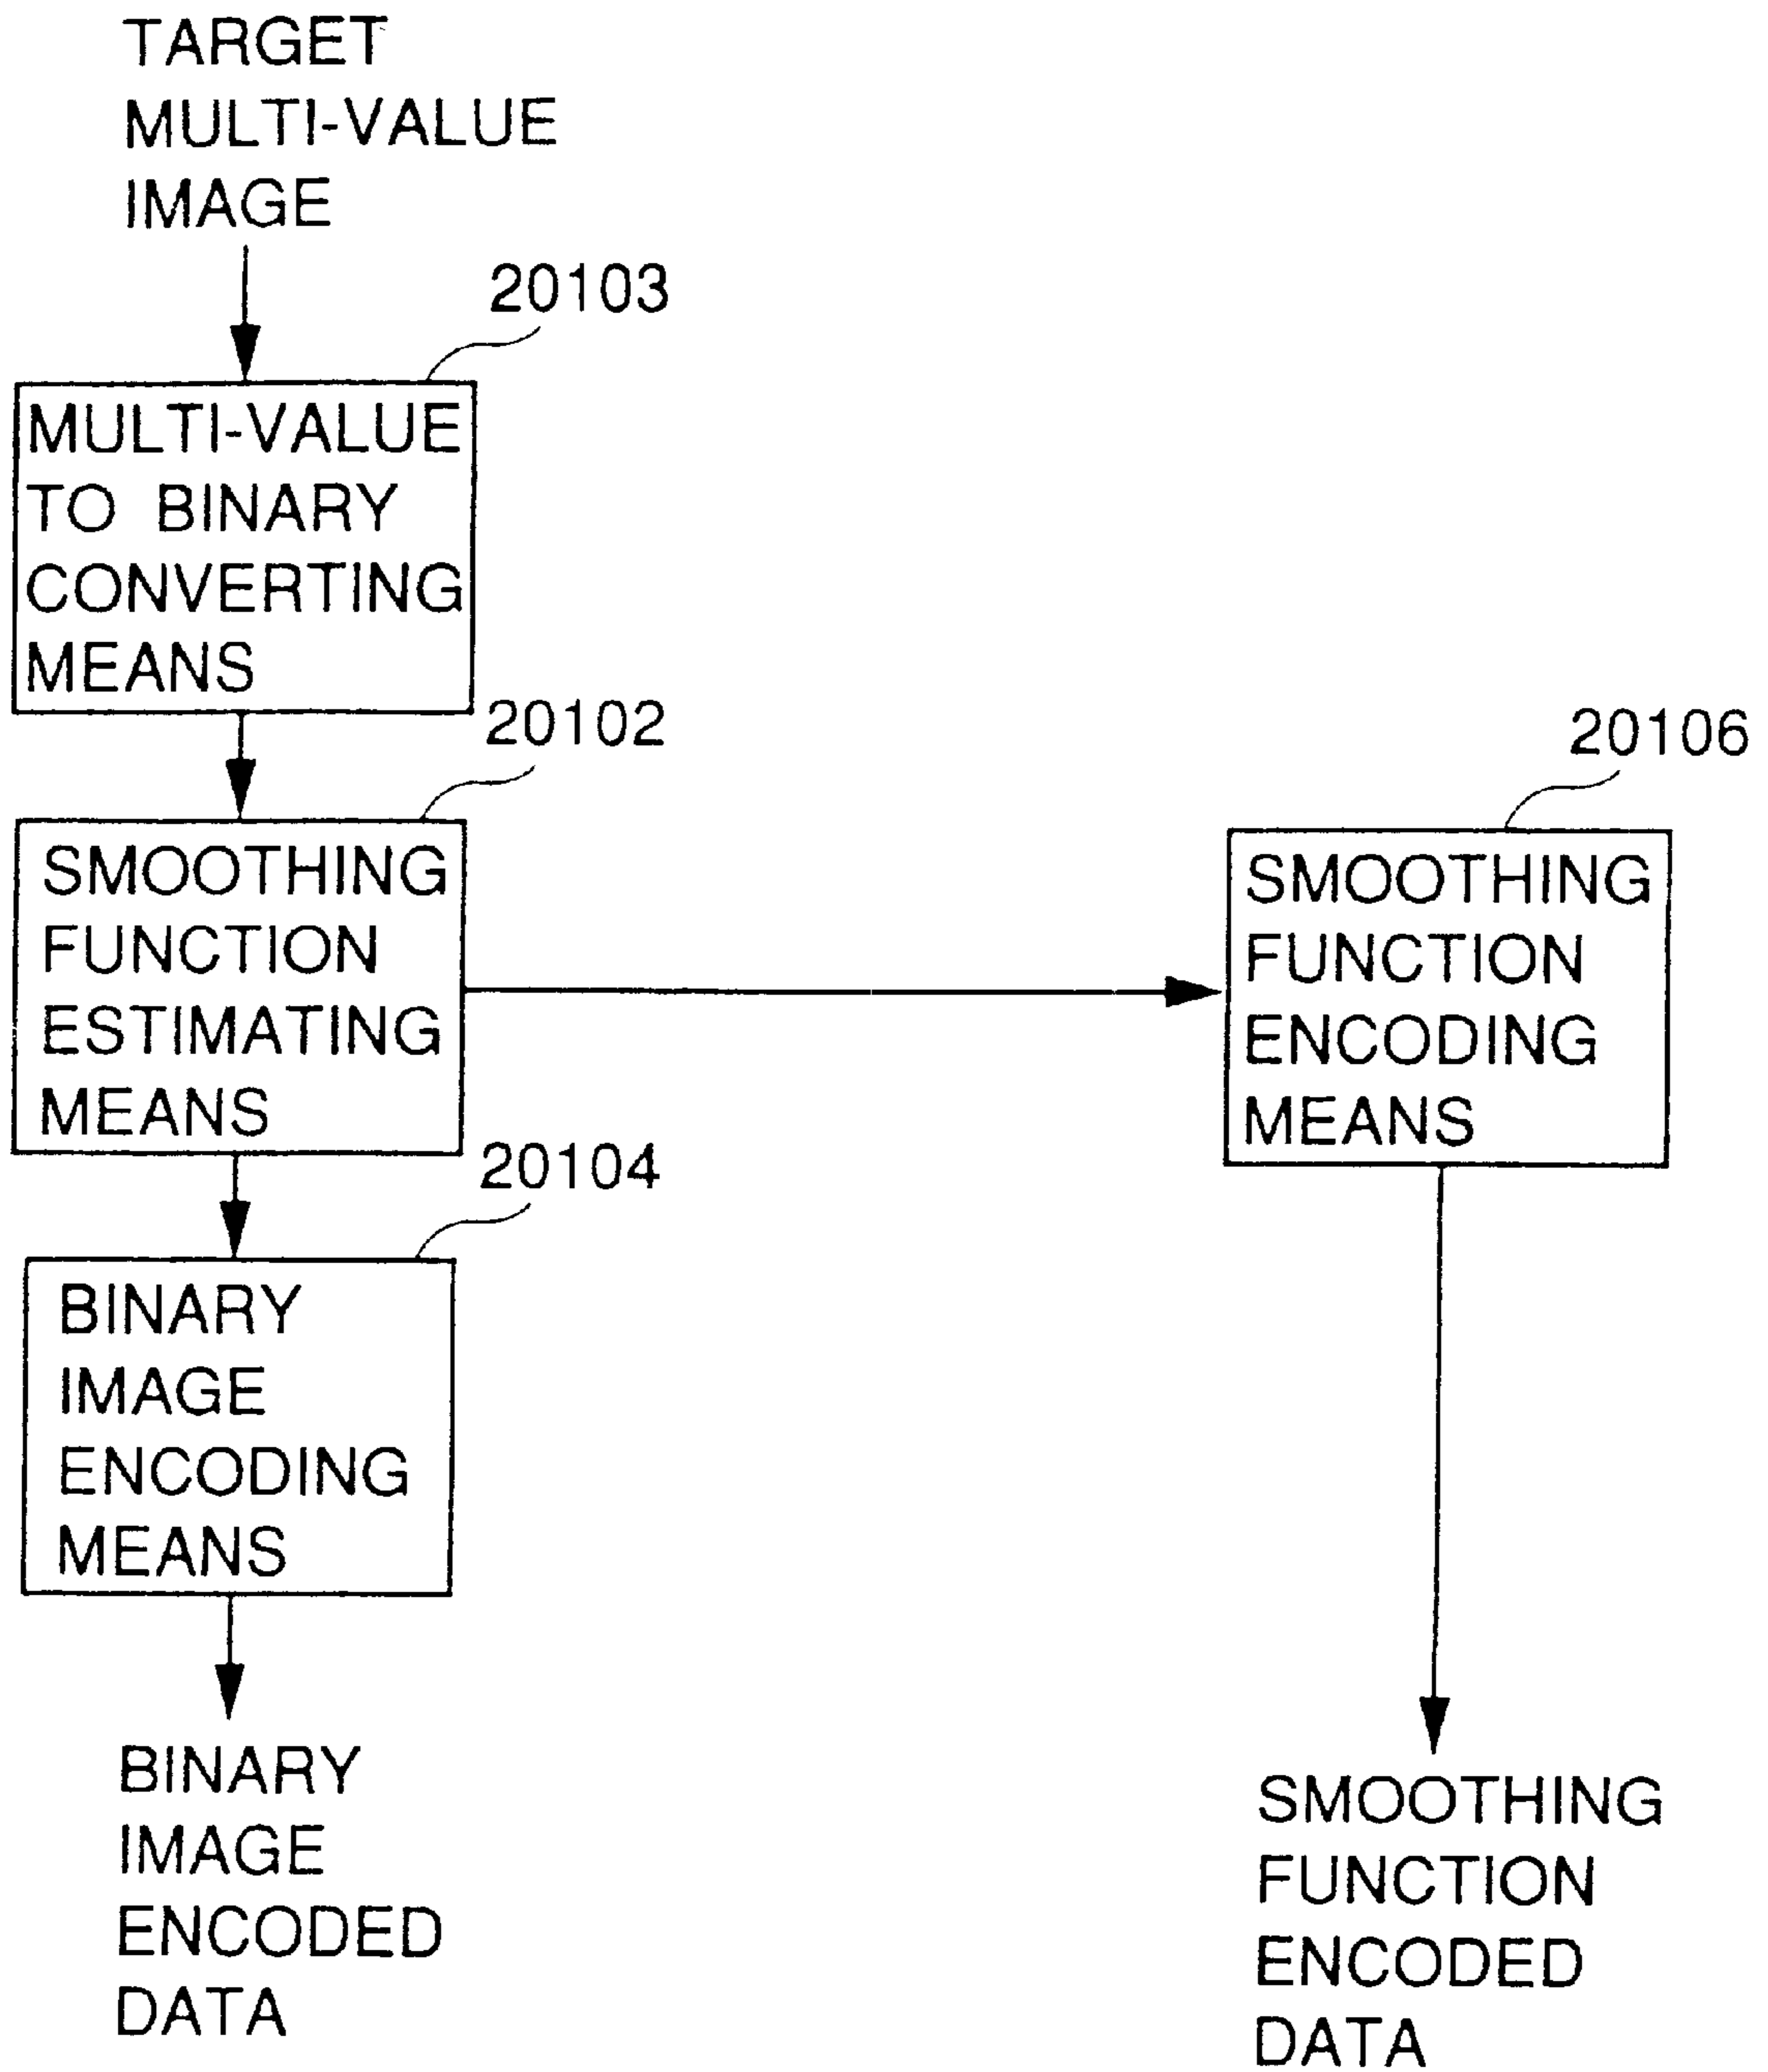 TARGET
MULTI-VALUE
IMAGE
20103
MULTI-VALUE
TO BINARY
CONVERTING
MEANS
20102
SMOOTHING
FUNCTION
ESTIMATING
MEANS
20106
SMOOTHING
FUNCTION
ENCODING
MEANS
20104
BINARY
IMAGE
ENCODING
MEANS
BINARY
IMAGE
ENCODED
DATA
SMOOTHING
FUNCTION
ENCODED
DATA